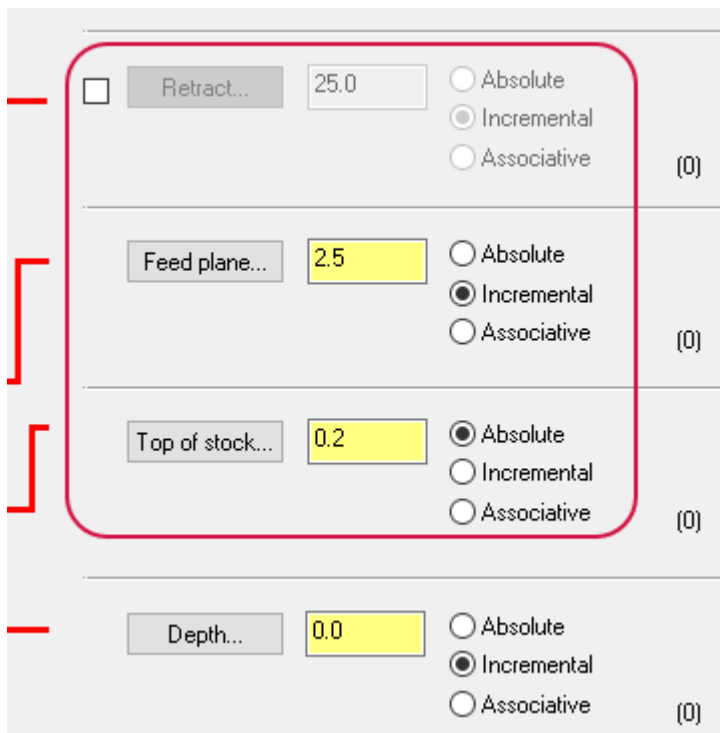 Retract... 25.0 Absolute
Incremental
Associative (0)
Feed plane... 2.5 Absolute
Incremental
Associative (0)
Top of stock... 0.2 Absolute
Incremental
Associative (0)
Depth... 0.0 Absolute
Incremental
Associative (0)